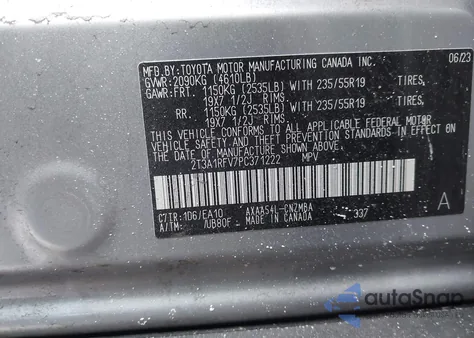 MFD.BY:TOYOTA MOTOR MANUFACTURING CANADA INC. 06/23
GVWR:2090KG (4610LB)
GAWR:FRT. 1150KG (2535LB) WITH 235/55R19 TIRES,
19X7 1/2J RIMS
RR. 1150KG (2535LB) WITH 235/55R19 TIRES,
19X7 1/2J RIMS
THIS VEHICLE CONFORMS TO ALL APPLICABLE FEDERAL MOTOR
VEHICLE SAFETY AND THEFT PREVENTION STANDARDS IN EFFECT ON
THE DATE OF MANUFACTURE SHOWN ABOVE.
2T3A1RFV7PC371222 MPV
C/TR:1D6/EA10 AXAA54L-CNZMBA A
A/TM: /UB80F MADE IN CANADA 337
autoSnap